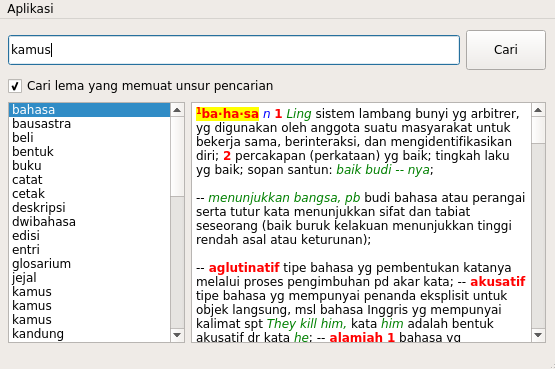 Aplikasi
kamus
Cari
Cari lema yang memuat unsur pencarian
bahasa
bausastra
beli
bentuk
buku
catat
cetak
deskripsi
dwibahasa
edisi
entri
glosarium
jejal
kamus
kamus
kamus
kandung
¹ba·ha·sa n 1 Ling sistem lambang bunyi yg arbitrer,
yg digunakan oleh anggota suatu masyarakat untuk
bekerja sama, berinteraksi, dan mengidentifikasikan
diri; 2 percakapan (perkataan) yg baik; tingkah laku
yg baik; sopan santun: baik budi -- nya;
-- menunjukkan bangsa, pb budi bahasa atau perangai
serta tutur kata menunjukkan sifat dan tabiat
seseorang (baik buruk kelakuan menunjukkan tinggi
rendah asal atau keturunan);
-- aglutinatif tipe bahasa yg pembentukan katanya
melalui proses pengimbuhan pd akar kata; -- akusatif
tipe bahasa yg mempunyai penanda eksplisit untuk
objek langsung, msl bahasa Inggris yg mempunyai
kalimat spt They kill him, kata him adalah bentuk
akusatif dr kata he; -- alamiah 1 bahasa yg